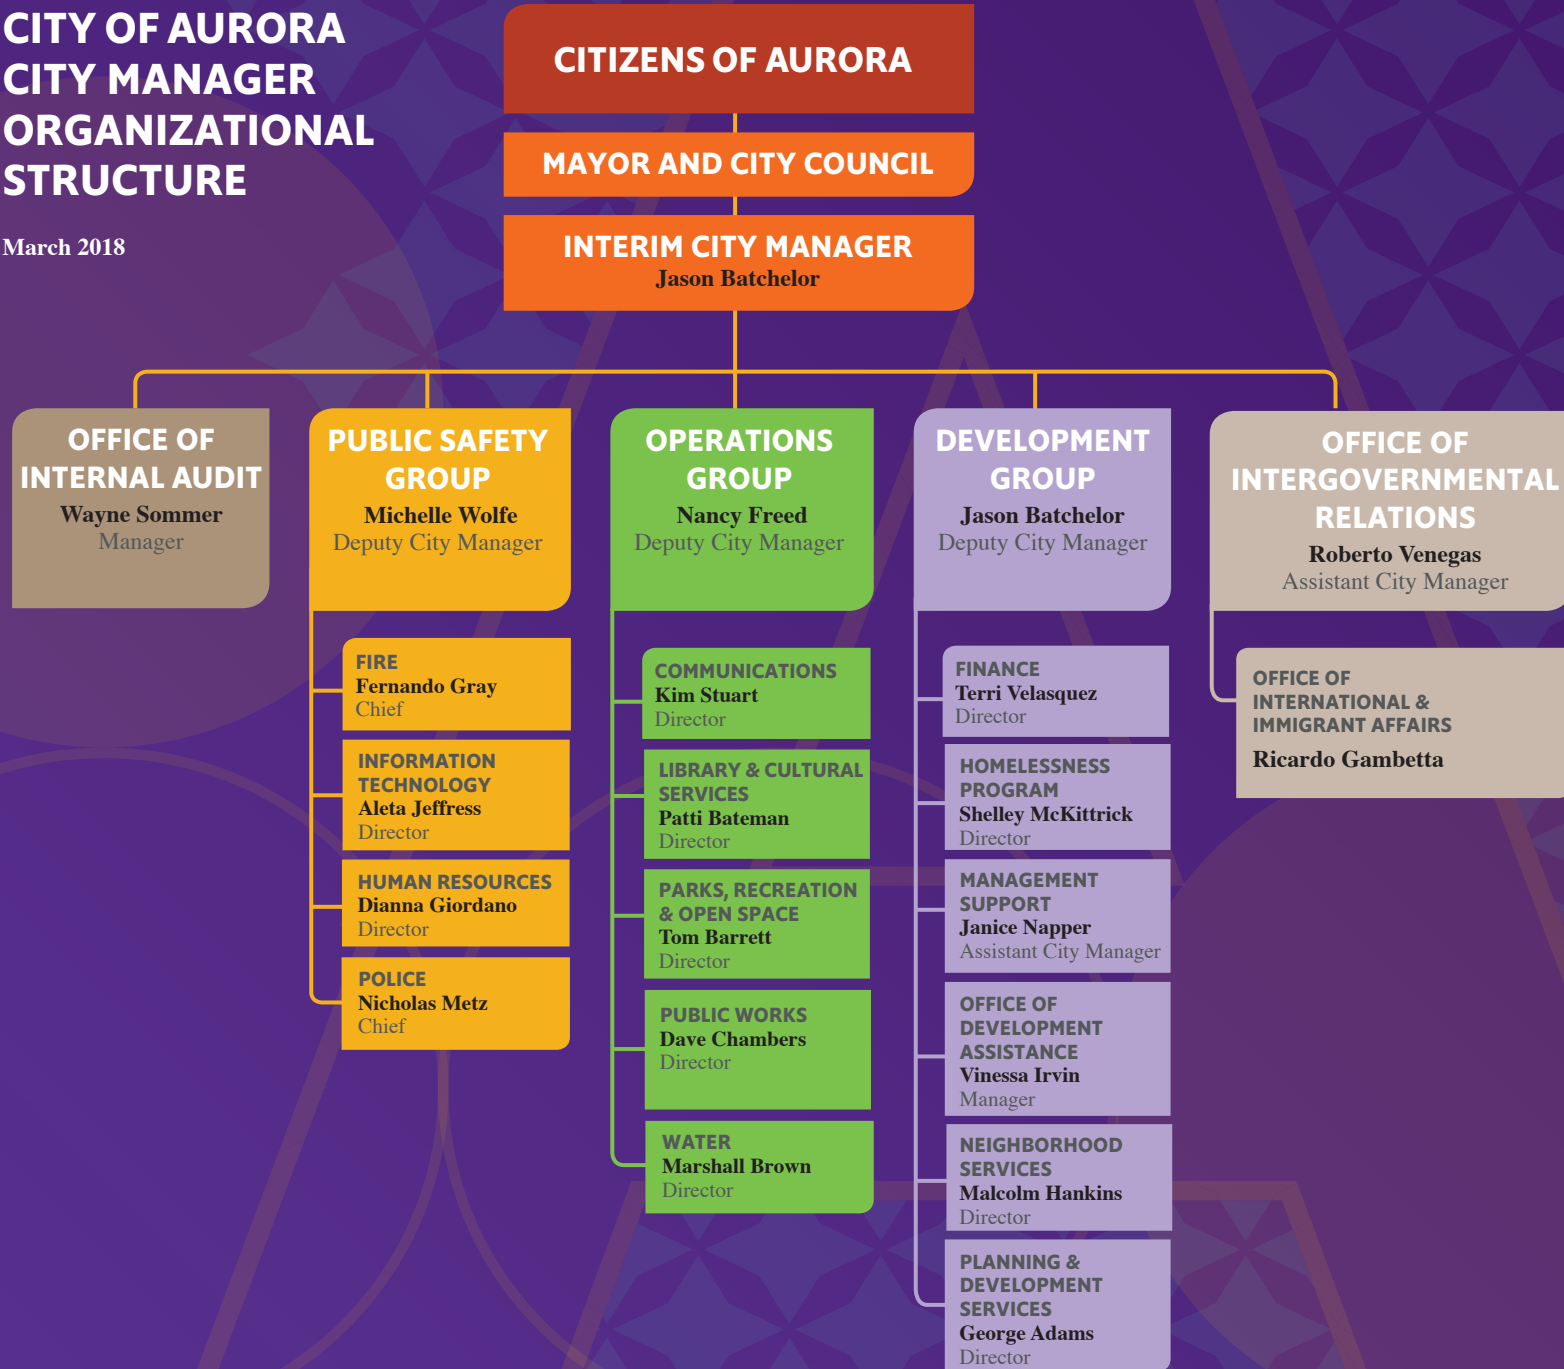 CITY OF AURORA
CITY MANAGER
ORGANIZATIONAL
STRUCTURE
March 2018
CITIZENS OF AURORA
MAYOR AND CITY COUNCIL
INTERIM CITY MANAGER
Jason Batchelor
OFFICE OF
INTERNAL AUDIT
Wayne Sommer
Manager
PUBLIC SAFETY
GROUP
Michelle Wolfe
Deputy City Manager
FIRE
Fernando Gray
Chief
INFORMATION
TECHNOLOGY
Aleta Jeffress
Director
HUMAN RESOURCES
Dianna Giordano
Director
POLICE
Nicholas Metz
Chief
OPERATIONS
GROUP
Nancy Freed
Deputy City Manager
COMMUNICATIONS
Kim Stuart
Director
LIBRARY & CULTURAL
SERVICES
Patti Bateman
Director
PARKS, RECREATION
& OPEN SPACE
Tom Barrett
Director
PUBLIC WORKS
Dave Chambers
Director
WATER
Marshall Brown
Director
DEVELOPMENT
GROUP
Jason Batchelor
Deputy City Manager
FINANCE
Terri Velasquez
Director
HOMELESSNESS
PROGRAM
Shelley McKittrick
Director
MANAGEMENT
SUPPORT
Janice Napper
Assistant City Manager
OFFICE OF
DEVELOPMENT
ASSISTANCE
Vinessa Irvin
Manager
NEIGHBORHOOD
SERVICES
Malcolm Hankins
Director
PLANNING &
DEVELOPMENT
SERVICES
George Adams
Director
OFFICE OF
INTERGOVERNMENTAL
RELATIONS
Roberto Venegas
Assistant City Manager
OFFICE OF
INTERNATIONAL &
IMMIGRANT AFFAIRS
Ricardo Gambetta